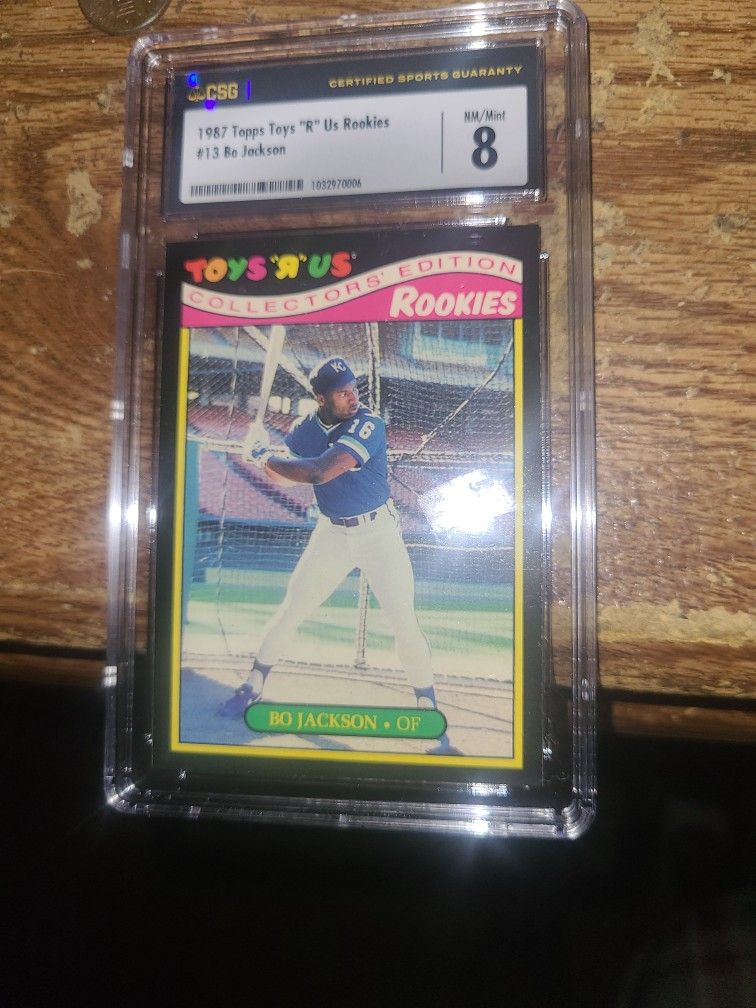 CSG
CERTIFIED SPORTS GUARANTY
1987 Topps Toys "R" Us Rookies
#13 Bo Jackson
NM/Mint
8
1032970006
TOYS "Я" US
COLLECTORS' EDITION
ROOKIES
KC
16
BO JACKSON • OF